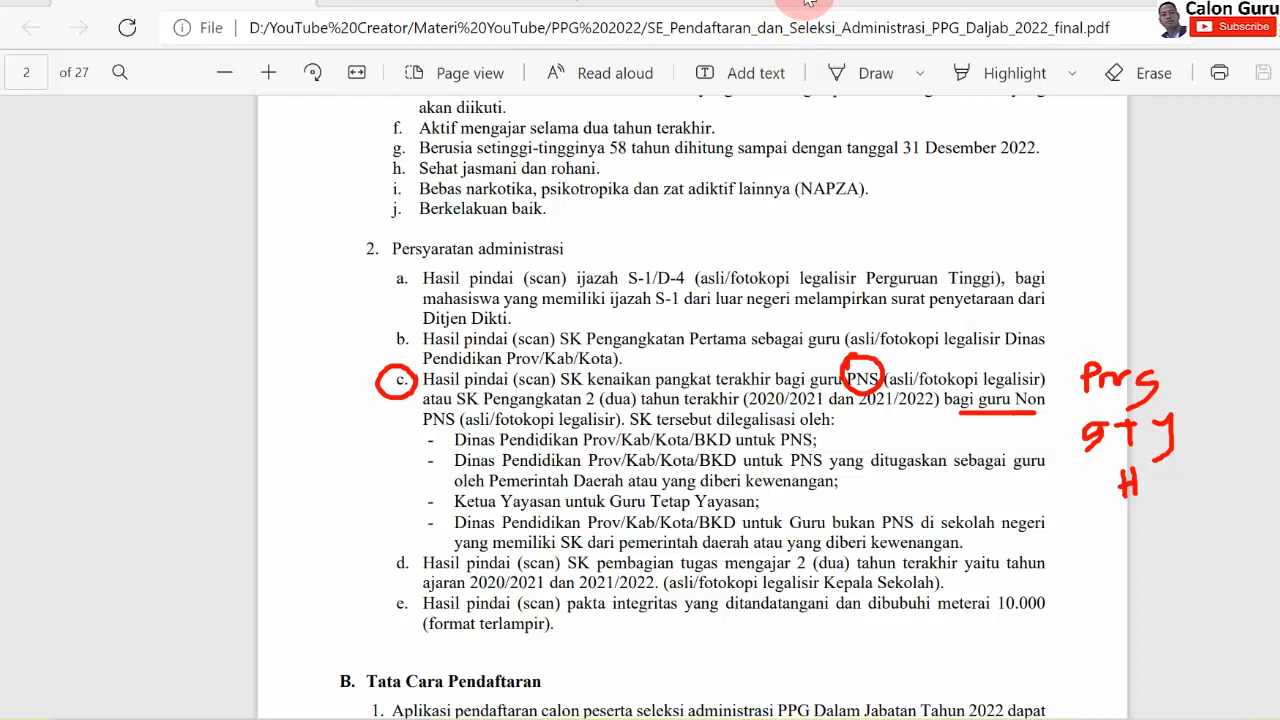 Calon Guru
Subscribe
File D:/YouTube%20Creator/Materi%20YouTube/PPG%202022/SE_Pendaftaran_dan_Seleksi_Administrasi_PPG_Daljab_2022_final.pdf
2 of 27 Page view Read aloud Add text Draw Highlight Erase
akan diikuti.
f. Aktif mengajar selama dua tahun terakhir.
g. Berusia setinggi-tingginya 58 tahun dihitung sampai dengan tanggal 31 Desember 2022.
h. Sehat jasmani dan rohani.
i. Bebas narkotika, psikotropika dan zat adiktif lainnya (NAPZA).
j. Berkelakuan baik.
2. Persyaratan administrasi
a. Hasil pindai (scan) ijazah S-1/D-4 (asli/fotokopi legalisir Perguruan Tinggi), bagi
mahasiswa yang memiliki ijazah S-1 dari luar negeri melampirkan surat penyetaraan dari
Ditjen Dikti.
b. Hasil pindai (scan) SK Pengangkatan Pertama sebagai guru (asli/fotokopi legalisir Dinas
Pendidikan Prov/Kab/Kota).
c. Hasil pindai (scan) SK kenaikan pangkat terakhir bagi guru PNS (asli/fotokopi legalisir)
atau SK Pengangkatan 2 (dua) tahun terakhir (2020/2021 dan 2021/2022) bagi guru Non
PNS (asli/fotokopi legalisir). SK tersebut dilegalisasi oleh:
- Dinas Pendidikan Prov/Kab/Kota/BKD untuk PNS;
- Dinas Pendidikan Prov/Kab/Kota/BKD untuk PNS yang ditugaskan sebagai guru
oleh Pemerintah Daerah atau yang diberi kewenangan;
- Ketua Yayasan untuk Guru Tetap Yayasan;
- Dinas Pendidikan Prov/Kab/Kota/BKD untuk Guru bukan PNS di sekolah negeri
yang memiliki SK dari pemerintah daerah atau yang diberi kewenangan.
d. Hasil pindai (scan) SK pembagian tugas mengajar 2 (dua) tahun terakhir yaitu tahun
ajaran 2020/2021 dan 2021/2022. (asli/fotokopi legalisir Kepala Sekolah).
e. Hasil pindai (scan) pakta integritas yang ditandatangani dan dibubuhi meterai 10.000
(format terlampir).
PNS
GTY
H
B. Tata Cara Pendaftaran
1. Aplikasi pendaftaran calon peserta seleksi administrasi PPG Dalam Jabatan Tahun 2022 dapat